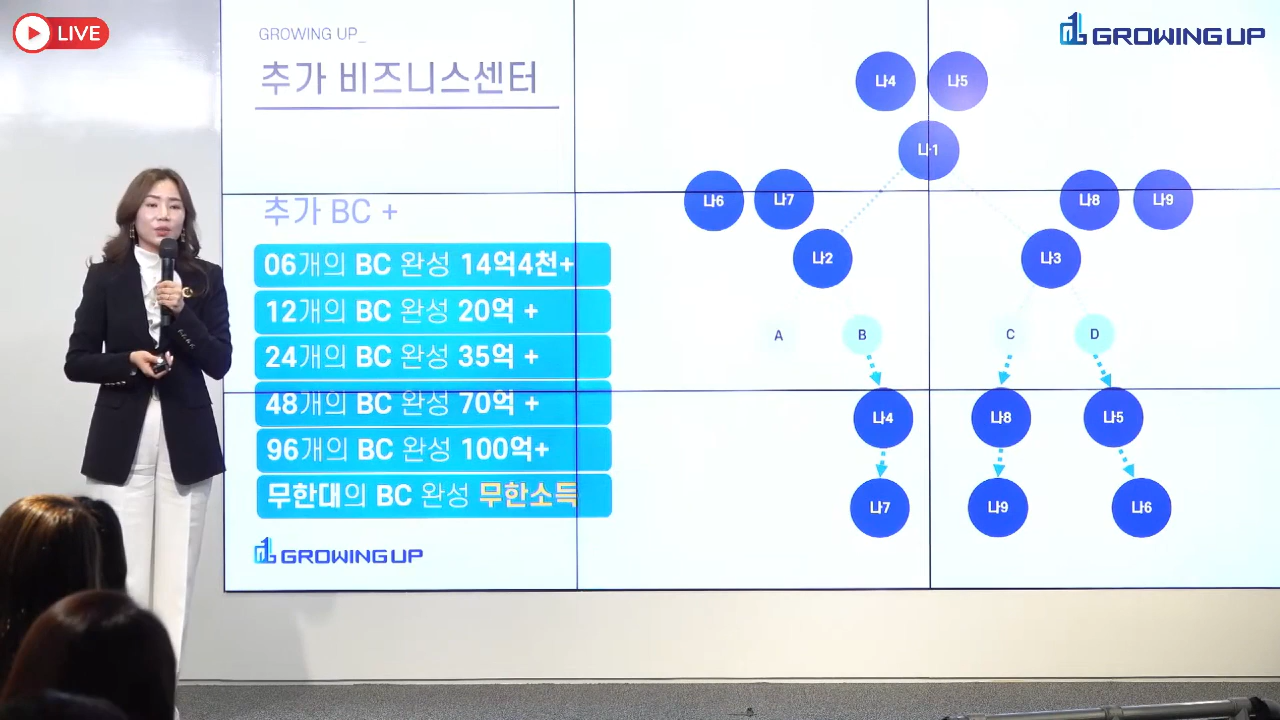 LIVE
GROWING UP
GROWING UP_
추가 비즈니스센터
추가 BC +
06개의 BC 완성 14억4천+
12개의 BC 완성 20억 +
24개의 BC 완성 35억 +
48개의 BC 완성 70억 +
96개의 BC 완성 100억+
무한대의 BC 완성 무한소득
GROWING UP
나4 나5
나1
나6 나7 나8 나9
나2 나3
A B C D
나4 나8 나5
나7 나9 나6